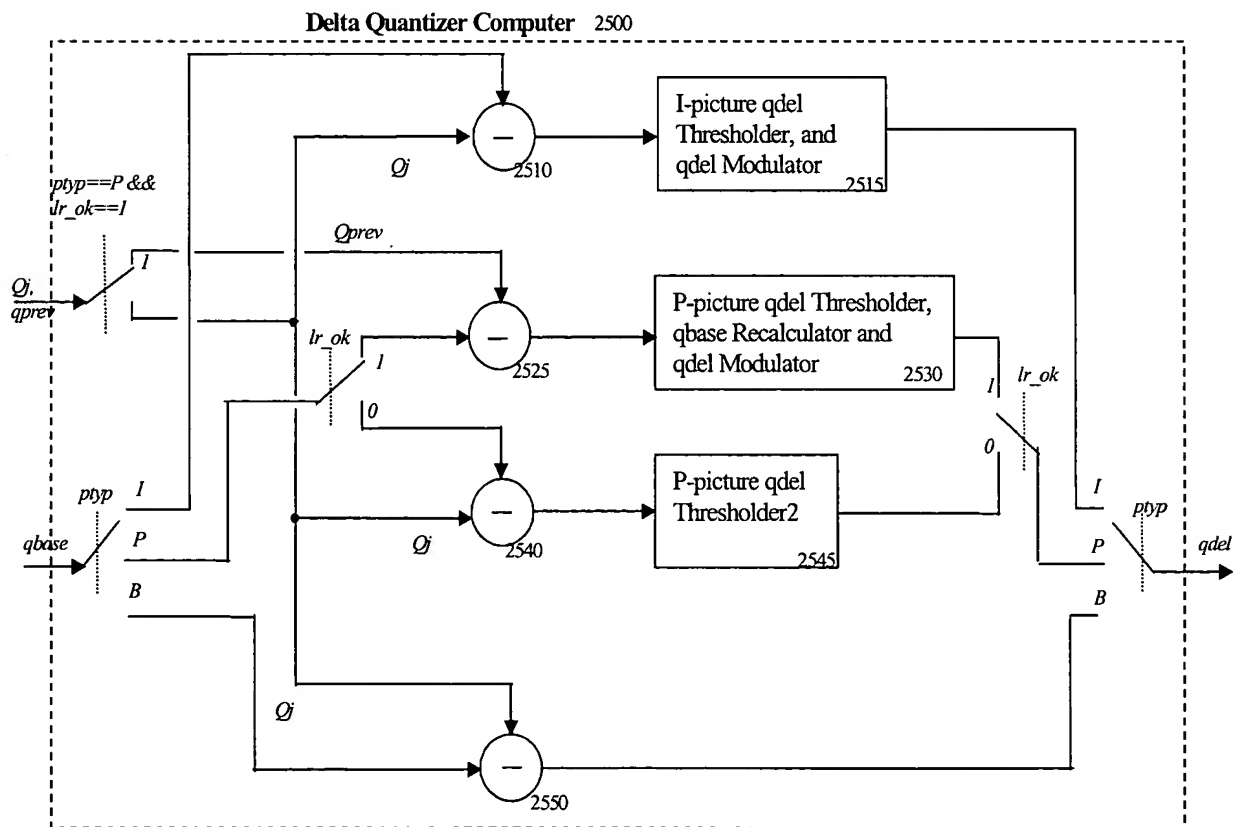 Delta Quantizer Computer 2500
I-picture qdel
Thresholder, and
qdel Modulator
2515
—
2510
Qj
ptyp==P &&
lr_ok==1
1
Qprev
Qj,
qprev
P-picture qdel Thresholder,
qbase Recalculator and
qdel Modulator
2530
—
2525
lr_ok
1
0
lr_ok
1
0
P-picture qdel
Thresholder2
2545
—
2540
Qj
ptyp
I
P
B
qbase
I
P
B
ptyp
qdel
Qj
—
2550